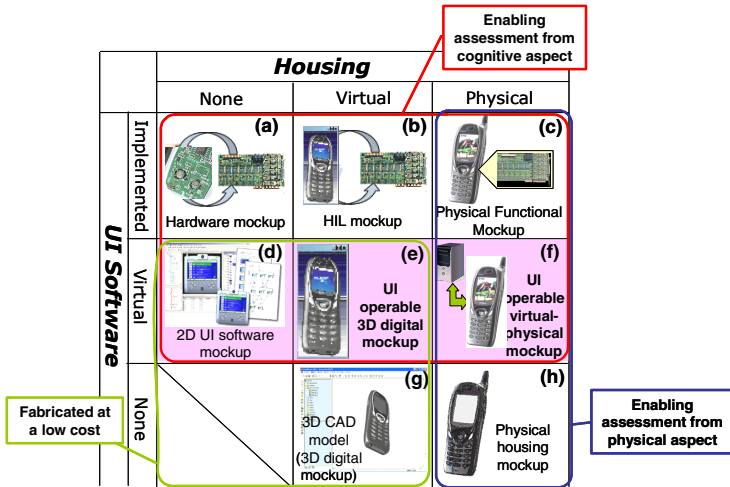 Enabling
assessment from
cognitive aspect
Housing
None
Virtual
Physical
UI Software
Implemented
(a)
Hardware mockup
(b)
HIL mockup
(c)
Physical Functional
Mockup
Virtual
(d)
2D UI software
mockup
(e)
UI
operable
3D digital
mockup
(f)
UI
operable
virtual-
physical
mockup
None
(g)
3D CAD
model
(3D digital
mockup)
(h)
Physical
housing
mockup
Fabricated at
a low cost
Enabling
assessment from
physical aspect